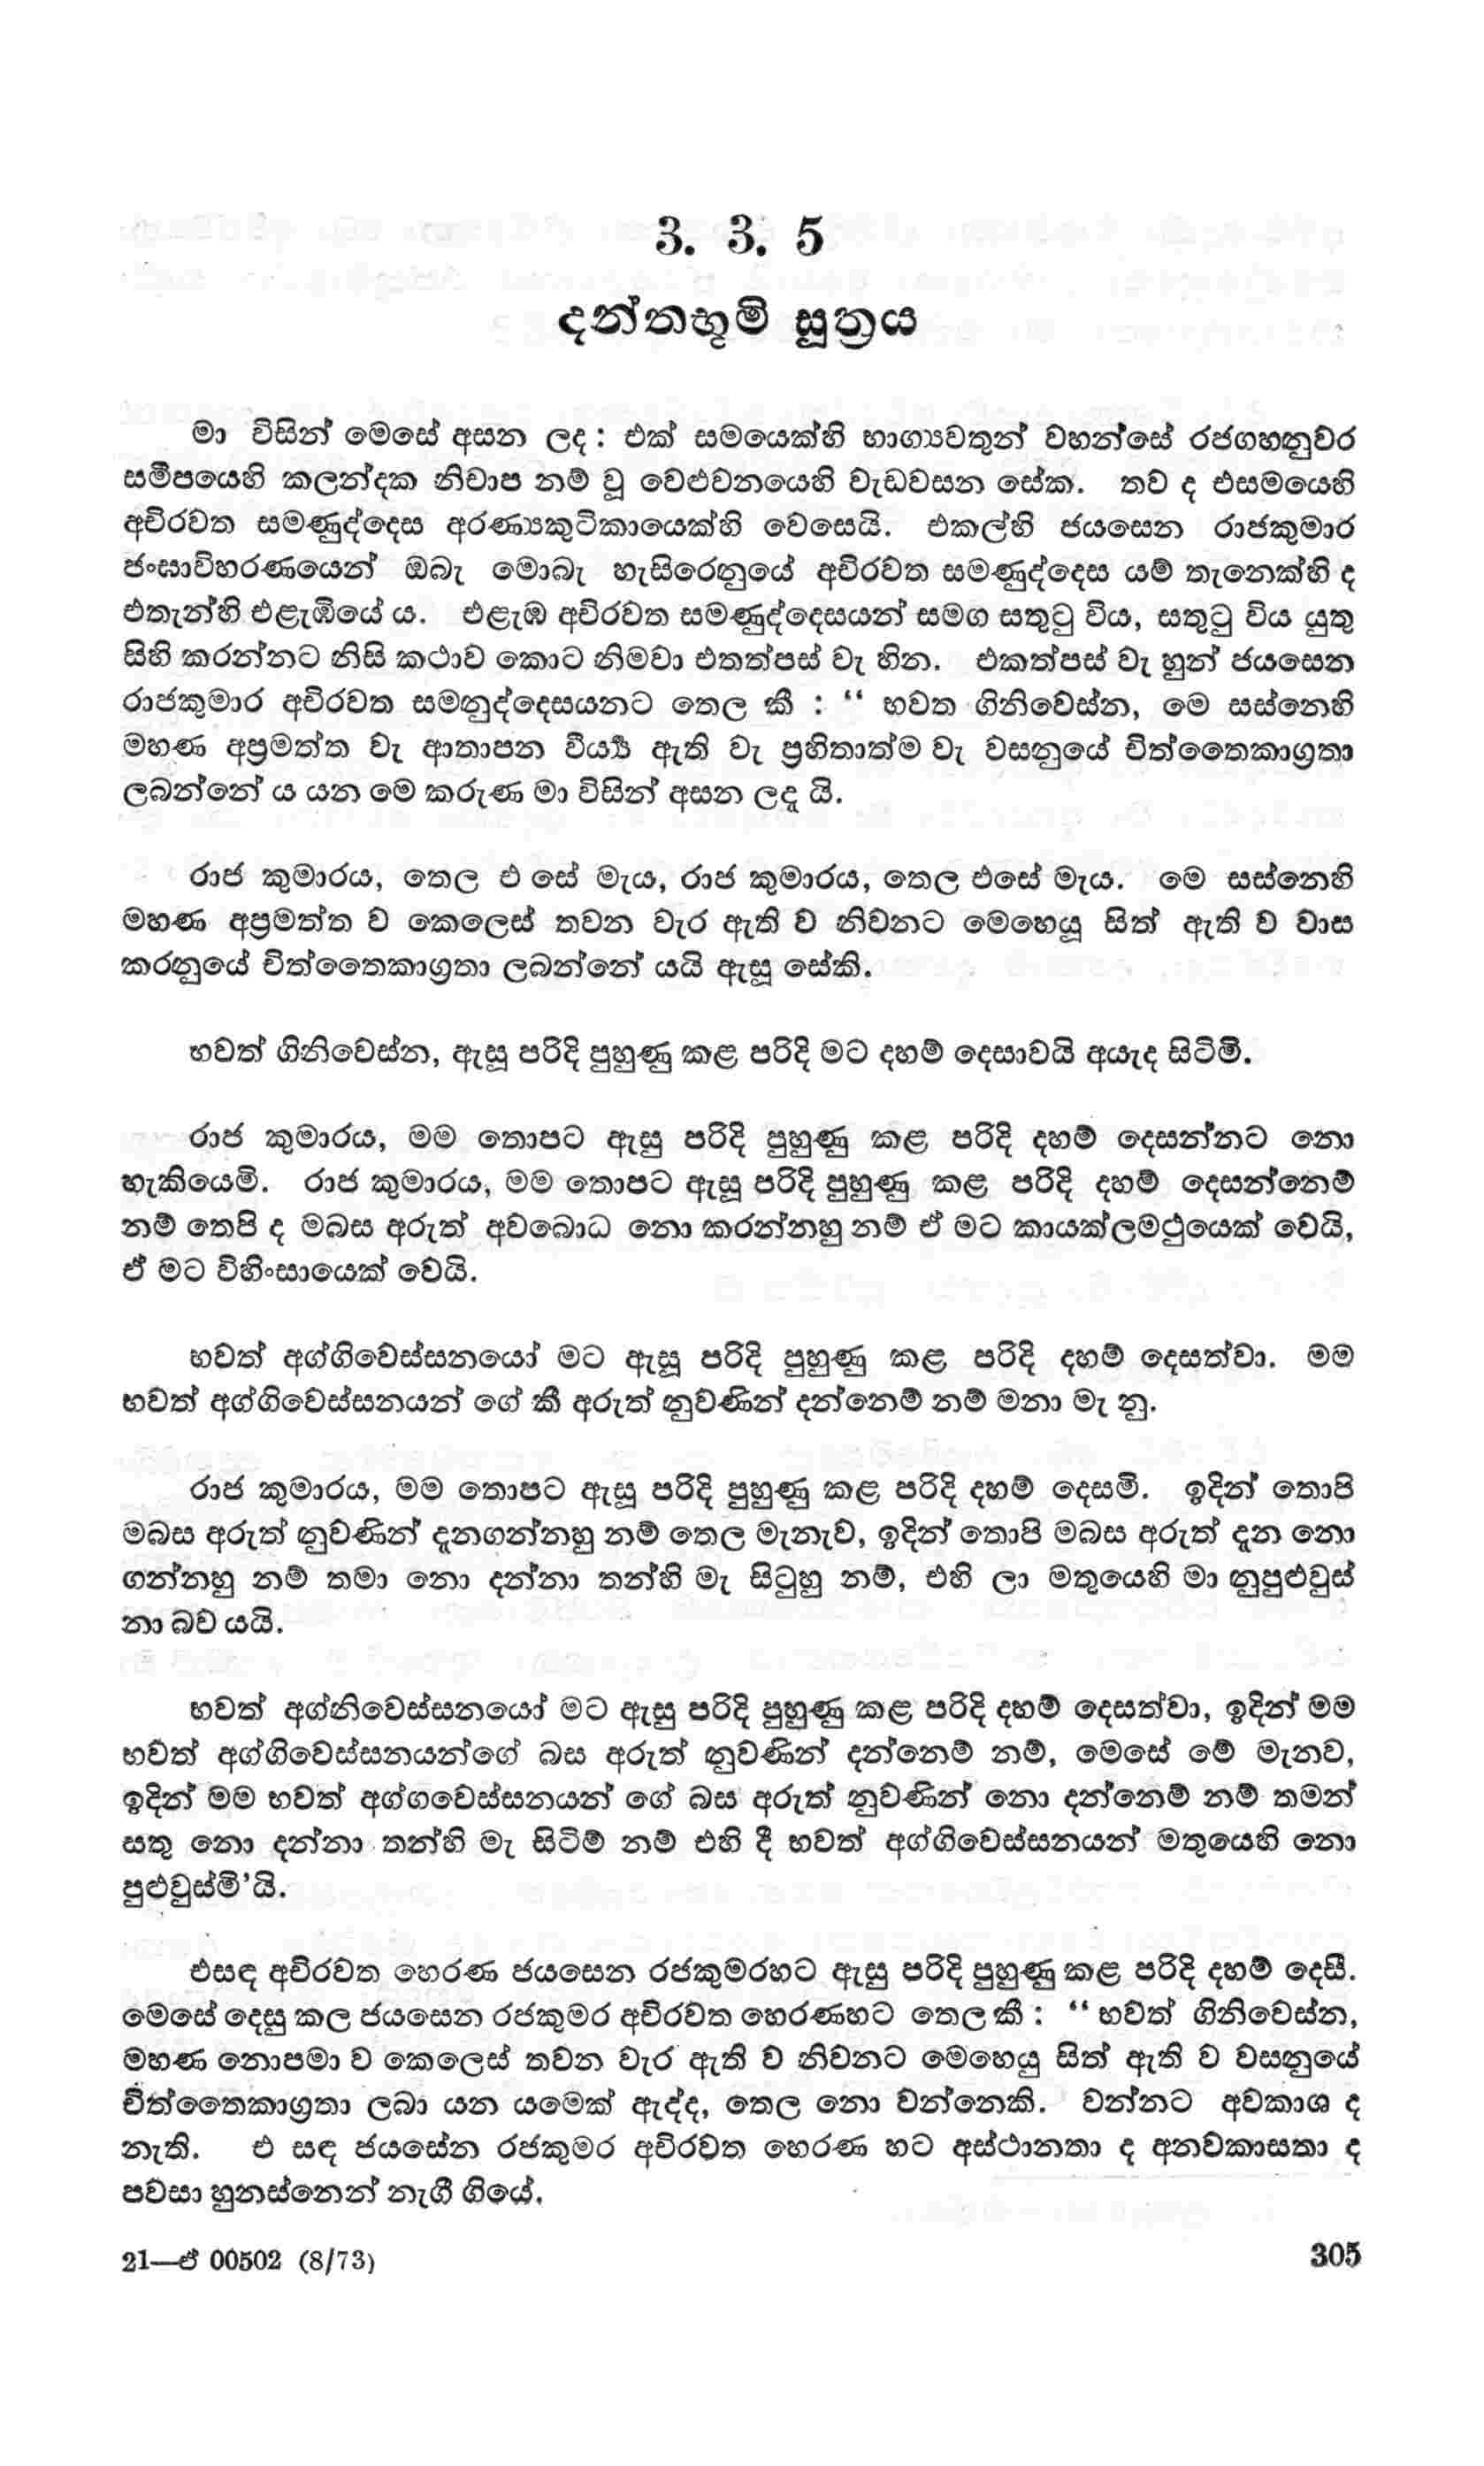 3. 3. 5
දන්තභූමි සූත්‍රය
මා විසින් මෙසේ අසන ලද : එක් සමයෙක්හි භාග්‍යවතුන් වහන්සේ රජගහනුවර
සමීපයෙහි කලන්දක නිවාප නම් වූ වෙළුවනයෙහි වැඩවසන සේක. තව ද එසමයෙහි
අචිරවත සමණුද්දෙස අරණ්‍යකුටිකායෙක්හි වෙසෙයි. එකල්හි ජයසෙන රාජකුමාර
ජංඝාවිහරණයෙන් ඔබැ මොබැ හැසිරෙනුයේ අචිරවත සමණුද්දෙස යම් තැනෙක්හි ද
එතැන්හි එළැඹියේ ය. එළැඹ අචිරවත සමණුද්දෙසයන් සමග සතුටු විය, සතුටු විය යුතු
සිහි කරන්නට නිසි කථාව කොට නිමවා එකත්පස් වැ හින. එකත්පස් වැ හුන් ජයසෙන
රාජකුමාර අචිරවත සමනුද්දෙසයනට තෙල කී : “ භවත ගිනිවෙස්න, මෙ සස්නෙහි
මහණ අප්‍රමත්ත වැ ආතාපන වීර්‍ය්‍ය ඇති වැ ප්‍රහිතාත්ම වැ වසනුයේ චිත්තෛකාග්‍රතා
ලබන්නේ ය යන මෙ කරුණ මා විසින් අසන ලදැ යි.
රාජ කුමාරය, තෙල එ සේ මැය, රාජ කුමාරය, තෙල එසේ මැය. මෙ සස්නෙහි
මහණ අප්‍රමත්ත ව කෙලෙස් තවන වැර ඇති ව නිවනට මෙහෙයූ සිත් ඇති ව වාස
කරනුයේ චිත්තෛකාග්‍රතා ලබන්නේ යයි ඇසූ සේකි.
භවත් ගිනිවෙස්න, ඇසූ පරිදි පුහුණු කළ පරිදි මට දහම් දෙසාවයි අයැද සිටිමි.
රාජ කුමාරය, මම තොපට ඇසු පරිදි පුහුණු කළ පරිදි දහම් දෙසන්නට නො
හැකියෙමි. රාජ කුමාරය, මම තොපට ඇසූ පරිදි පුහුණු කළ පරිදි දහම් දෙසන්නෙම්
නම් තෙපි ද මබස අරුත් අවබොධ නො කරන්නහු නම් ඒ මට කායක්ලමථුයෙක් වෙයි,
ඒ මට විහිංසායෙක් වෙයි.
භවත් අග්ගිවෙස්සනයෝ මට ඇසූ පරිදි පුහුණු කළ පරිදි දහම් දෙසත්වා. මම
භවත් අග්ගිවෙස්සනයන් ගේ කී අරුත් නුවණින් දන්නෙම් නම් මනා මැ නු.
රාජ කුමාරය, මම තොපට ඇසූ පරිදි පුහුණු කළ පරිදි දහම් දෙසමි. ඉදින් තොපි
මබස අරුත් නුවණින් දැනගන්නහු නම් තෙල මැනැව්, ඉදින් තොපි මබස අරුත් දැන නො
ගන්නහු නම් තමා නො දන්නා තන්හි මැ සිටුහු නම්, එහි ලා මතුයෙහි මා නුපුළුවුස්
නා බව යයි.
භවත් අග්නිවෙස්සනයෝ මට ඇසු පරිදි පුහුණු කළ පරිදි දහම් දෙසත්වා, ඉදින් මම
භවත් අග්ගිවෙස්සනයන්ගේ බස අරුත් නුවණින් දන්නෙම් නම්, මෙසේ මේ මැනව,
ඉදින් මම භවත් අග්ගවෙස්සනයන් ගේ බස අරුත් නුවණින් නො දන්නෙම් නම් තමන්
සතු නො දන්නා තන්හි මැ සිටිම් නම් එහි දී භවත් අග්ගිවෙස්සනයන් මතුයෙහි නො
පුළුවුස්මි’යි.
එසඳ අචිරවත හෙරණ ජයසෙන රජකුමරහට ඇසු පරිදි පුහුණු කළ පරිදි දහම් දෙසී.
මෙසේ දෙසු කල ජයසෙන රජකුමර අචිරවත හෙරණහට තෙල කී : “ භවත් ගිනිවෙස්න,
මහණ නොපමා ව කෙලෙස් තවන වැර ඇති ව නිවනට මෙහෙයු සිත් ඇති ව වසනුයේ
චිත්තෛකාග්‍රතා ලබා යන යමෙක් ඇද්ද, තෙල නො වන්නෙකි. වන්නට අවකාශ ද
නැති. එ සඳ ජයසේන රජකුමර අචිරවත හෙරණ හට අස්ථානතා ද අනවකාසතා ද
පවසා හුනස්නෙන් නැගී ගියේ.
21—ඒ 00502 (8/73)
305